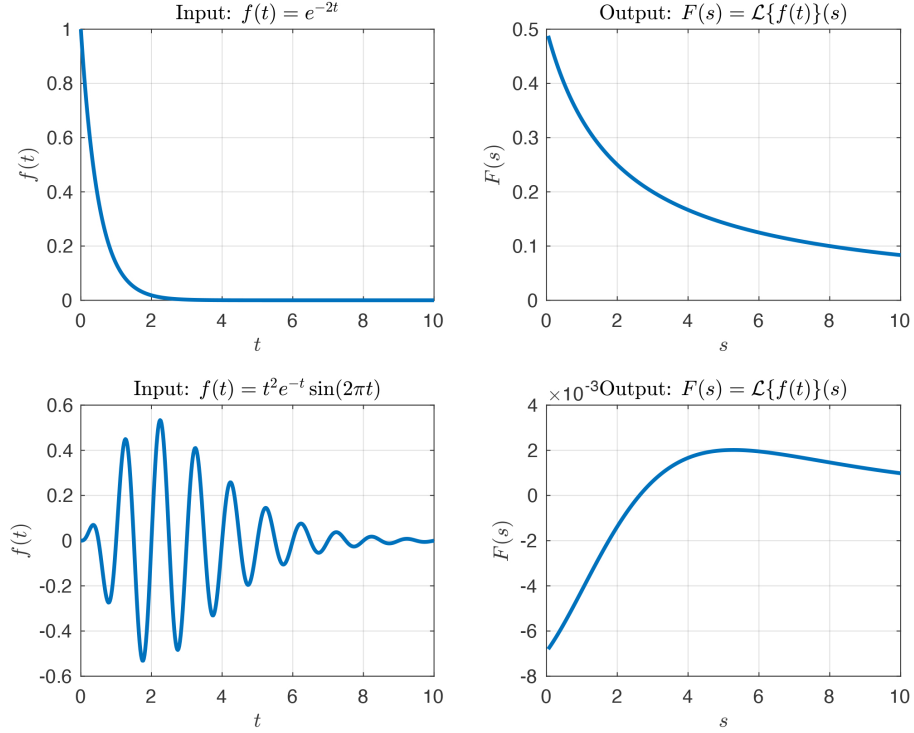 Input: f(t) = e^{-2t}
1
0.8
0.6
0.4
0.2
0
f(t)
0 2 4 6 8 10
t
Output: F(s) = ℒ{f(t)}(s)
0.5
0.4
0.3
0.2
0.1
0
F(s)
0 2 4 6 8 10
s
Input: f(t) = t^2 e^{-t} sin(2πt)
0.6
0.4
0.2
0
-0.2
-0.4
-0.6
f(t)
0 2 4 6 8 10
t
×10^{-3} Output: F(s) = ℒ{f(t)}(s)
4
2
0
-2
-4
-6
-8
F(s)
0 2 4 6 8 10
s